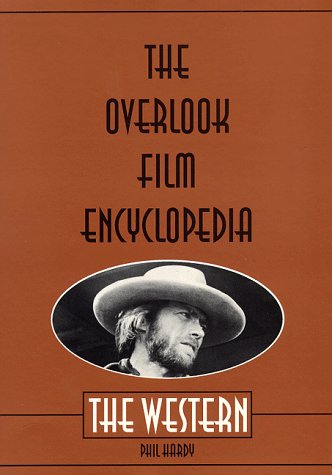 THE
OVERLOOK
FILM
ENCYCLOPEDIA
THE WESTERN
PHIL HARDY